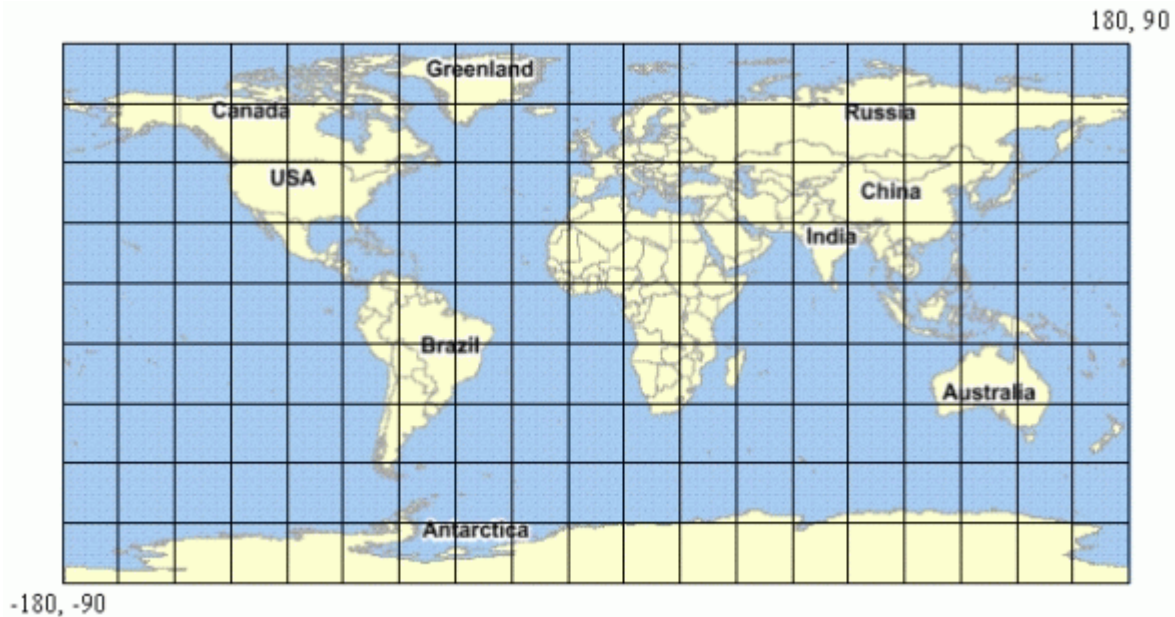 180, 90
Greenland
Canada
Russia
USA
China
India
Brazil
Australia
Antarctica
-180, -90